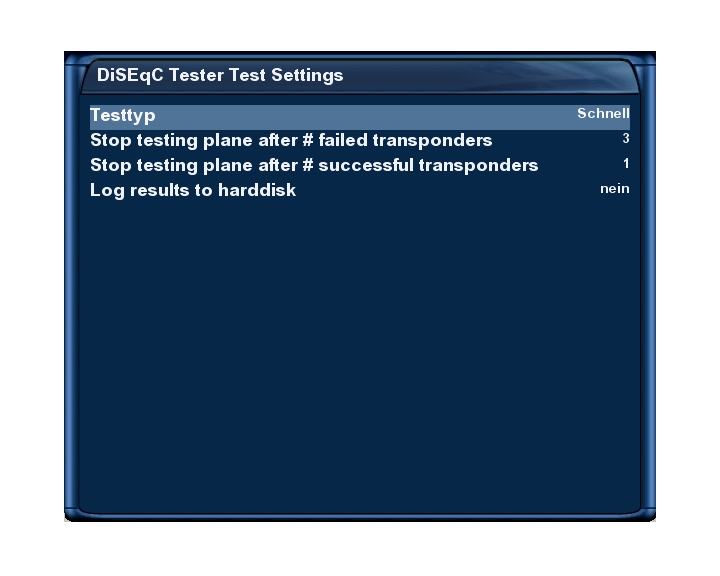 DiSEqC Tester Test Settings
Testtyp Schnell
Stop testing plane after # failed transponders 3
Stop testing plane after # successful transponders 1
Log results to harddisk nein